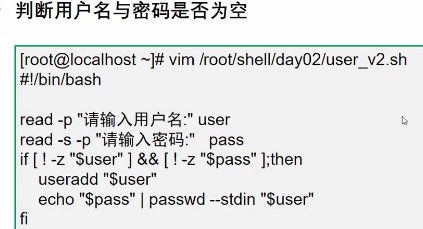 判断用户名与密码是否为空
[root@localhost ~]# vim /root/shell/day02/user_v2.sh
#!/bin/bash
read -p "请输入用户名:" user
read -s -p "请输入密码:"   pass
if [ ! -z "$user" ] && [ ! -z "$pass" ];then
    useradd "$user"
    echo "$pass" | passwd --stdin "$user"
fi